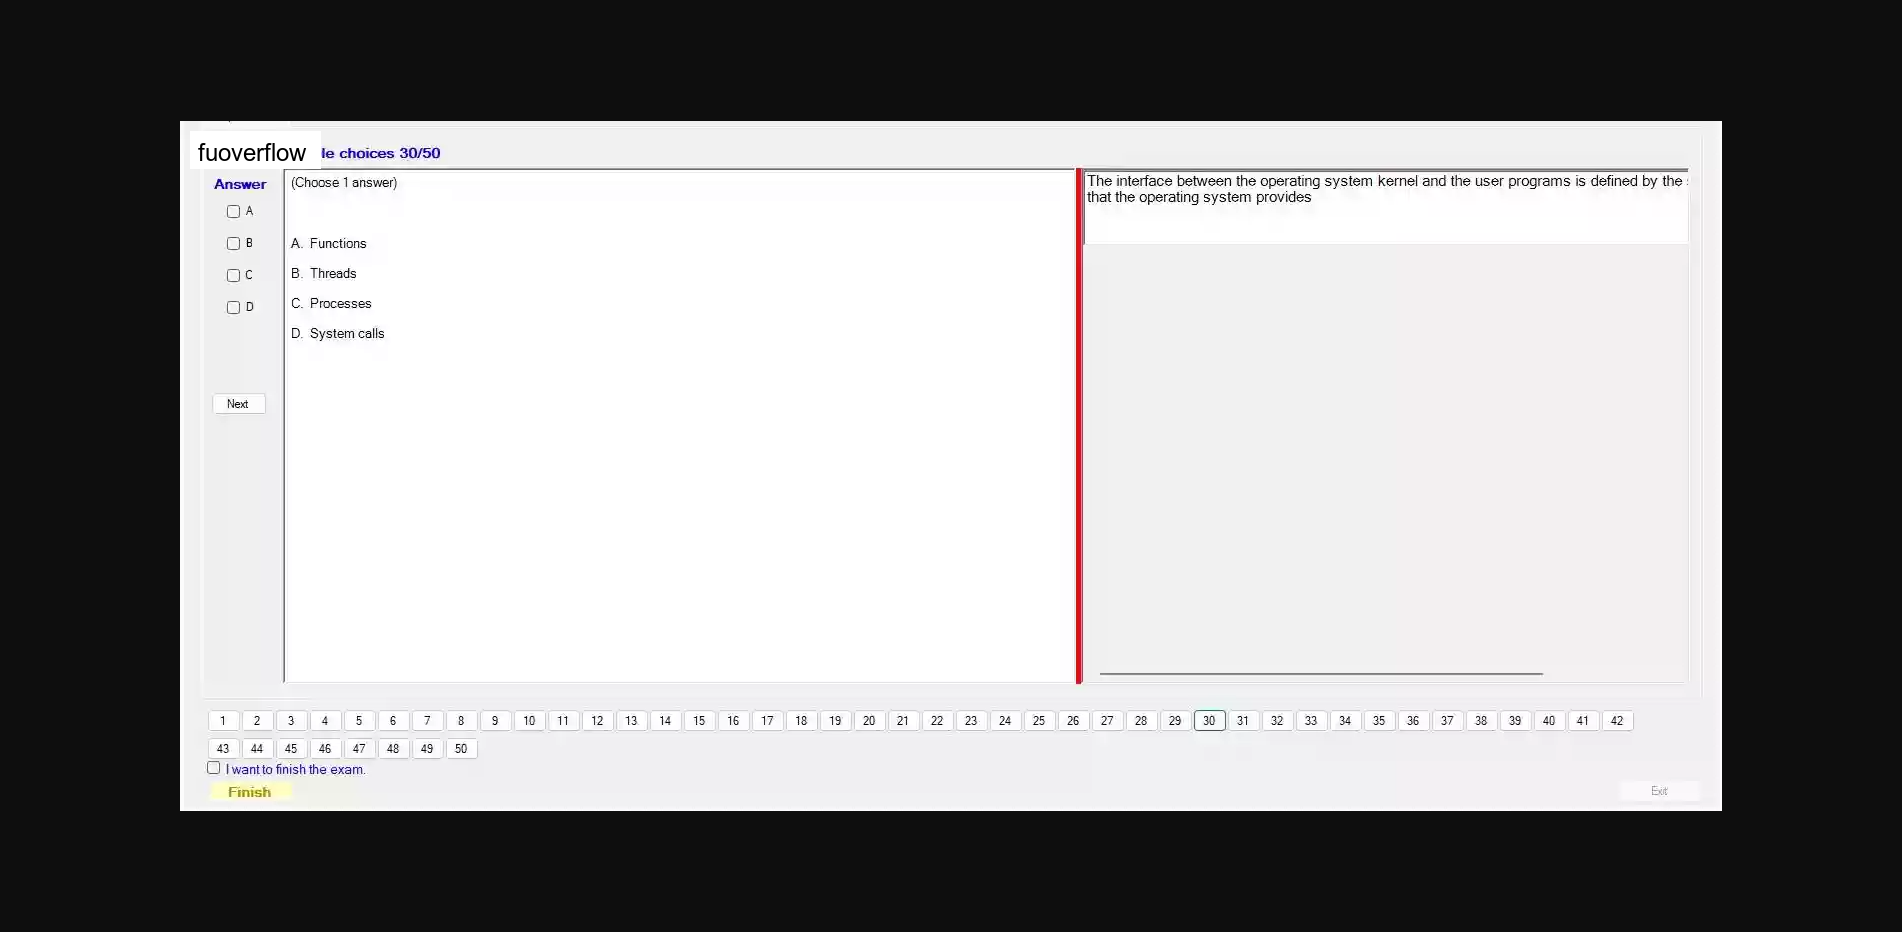 fuoverflow
le choices 30/50
Answer
A
B
C
D
Next
(Choose 1 answer)
A. Functions
B. Threads
C. Processes
D. System calls
The interface between the operating system kernel and the user programs is defined by the
that the operating system provides
1 2 3 4 5 6 7 8 9 10 11 12 13 14 15 16 17 18 19 20 21 22 23 24 25 26 27 28 29 30 31 32 33 34 35 36 37 38 39 40 41 42
43 44 45 46 47 48 49 50
I want to finish the exam.
Finish
Exit